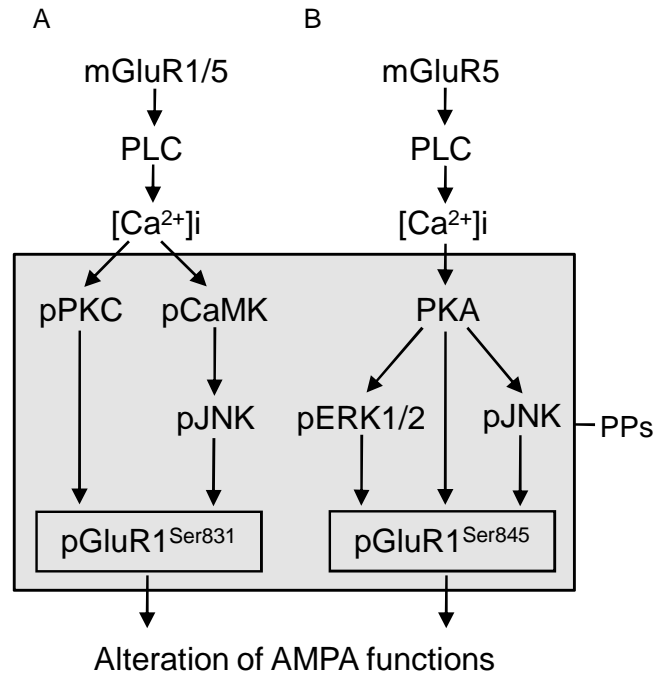 A B
mGluR1/5 mGluR5
PLC PLC
[Ca²⁺]i [Ca²⁺]i
pPKC pCaMK PKA
pJNK pERK1/2 pJNK PPs
pGluR1ˢᵉʳ⁸³¹ pGluR1ˢᵉʳ⁸⁴⁵
Alteration of AMPA functions